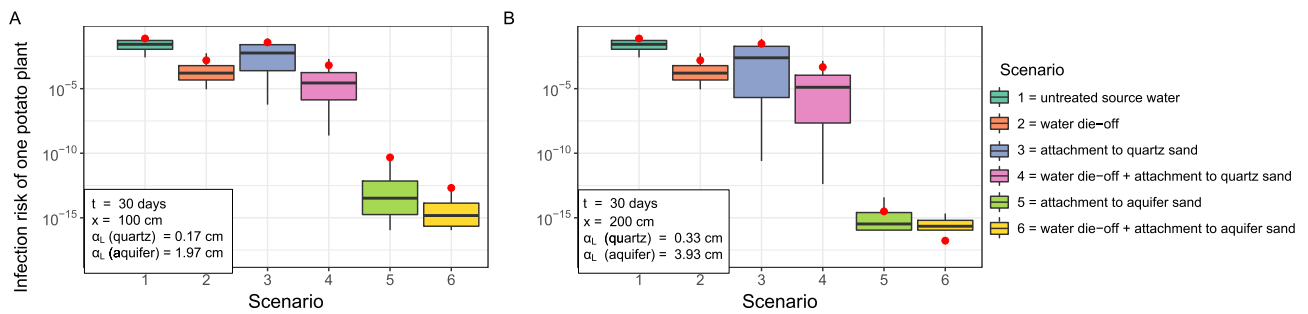 A
B
Infection risk of one potato plant
10⁻⁵
10⁻¹⁰
10⁻¹⁵
t = 30 days
x = 100 cm
αL (quartz) = 0.17 cm
αL (aquifer) = 1.97 cm
1 2 3 4 5 6
Scenario
10⁻⁵
10⁻¹⁰
10⁻¹⁵
t = 30 days
x = 200 cm
αL (quartz) = 0.33 cm
αL (aquifer) = 3.93 cm
1 2 3 4 5 6
Scenario
Scenario
1 = untreated source water
2 = water die−off
3 = attachment to quartz sand
4 = water die−off + attachment to quartz sand
5 = attachment to aquifer sand
6 = water die−off + attachment to aquifer sand